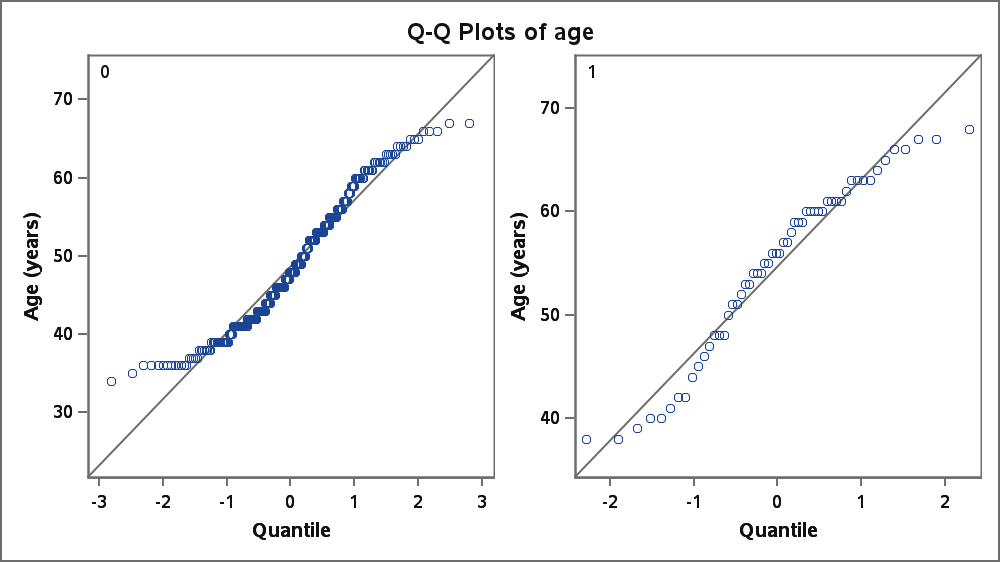 Q-Q Plots of age
0
Age (years)
70
60
50
40
30
-3 -2 -1 0 1 2 3
Quantile
1
Age (years)
70
60
50
40
-2 -1 0 1 2
Quantile